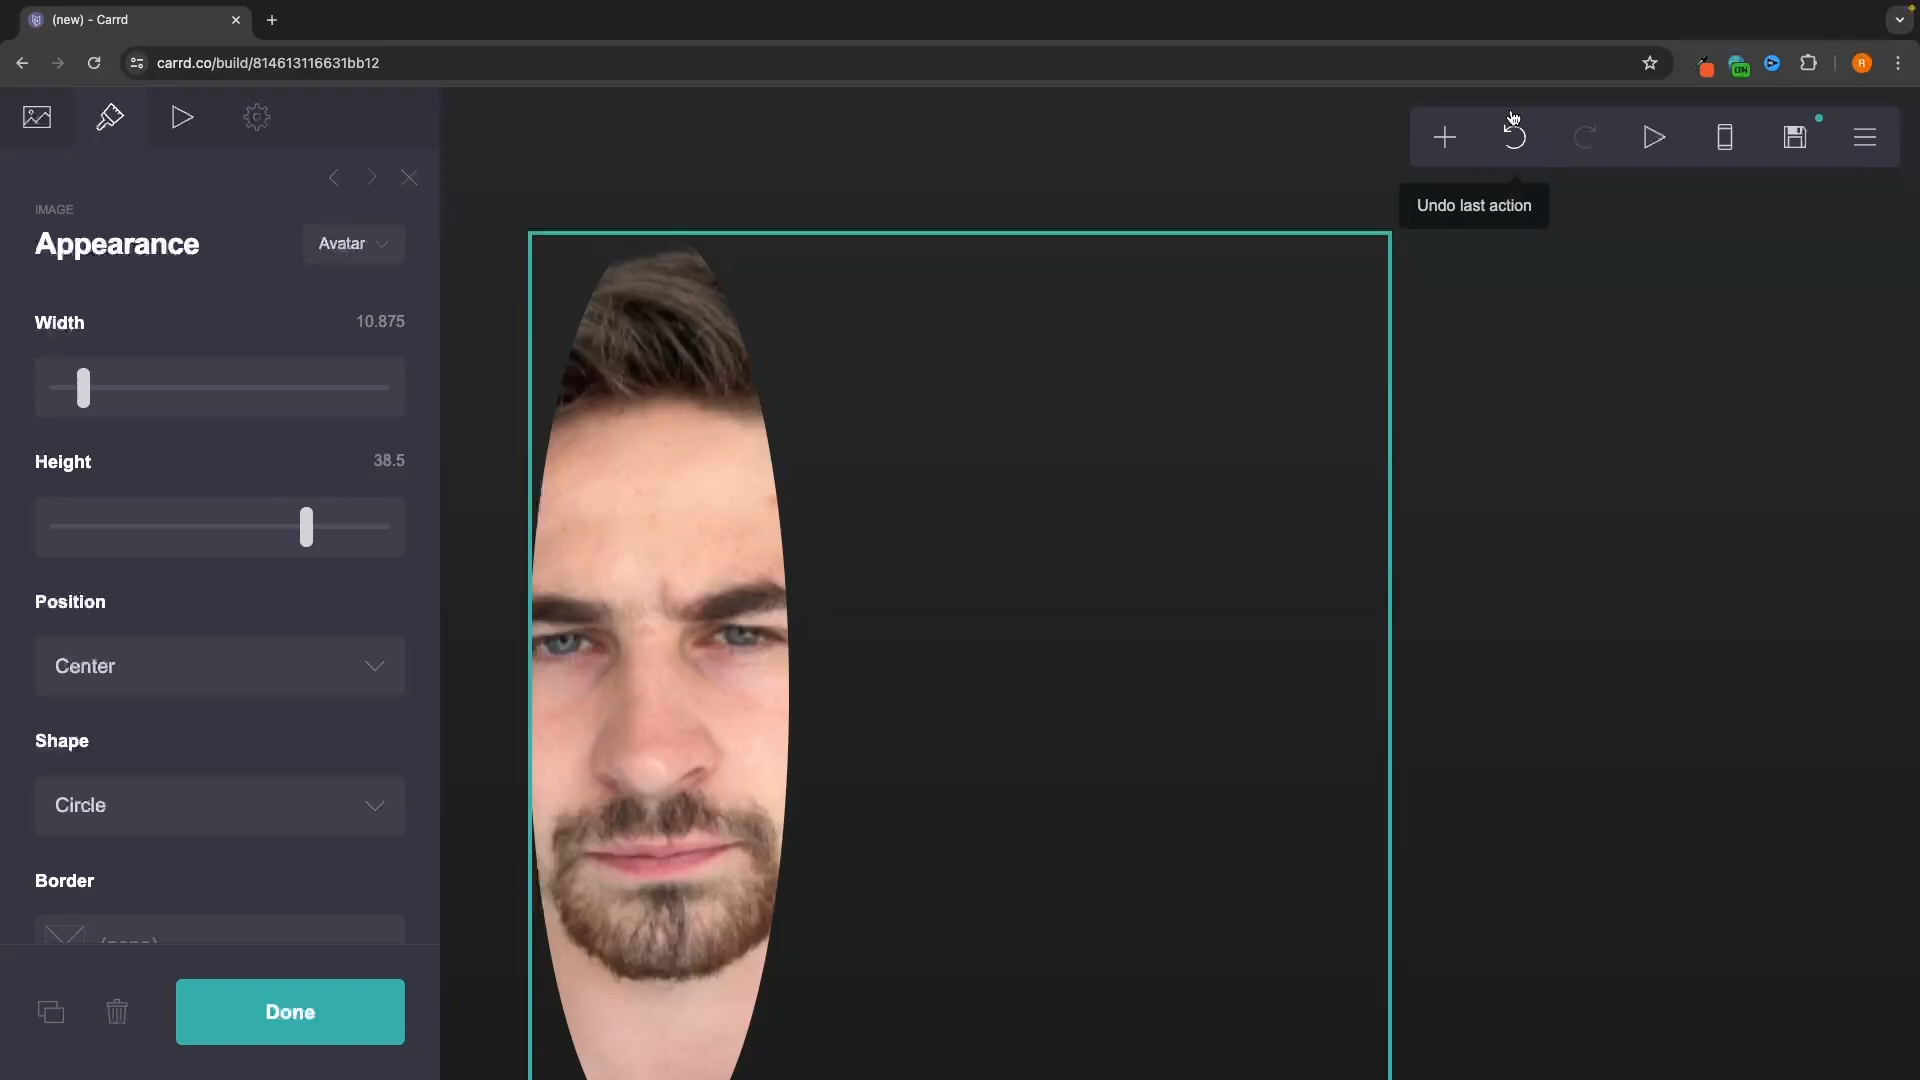 (new) - Carrd
carrd.co/build/814613116631bb12
R
Undo last action
IMAGE
Appearance
Avatar
Width
10.875
Height
38.5
Position
Center
Shape
Circle
Border
(none)
Done